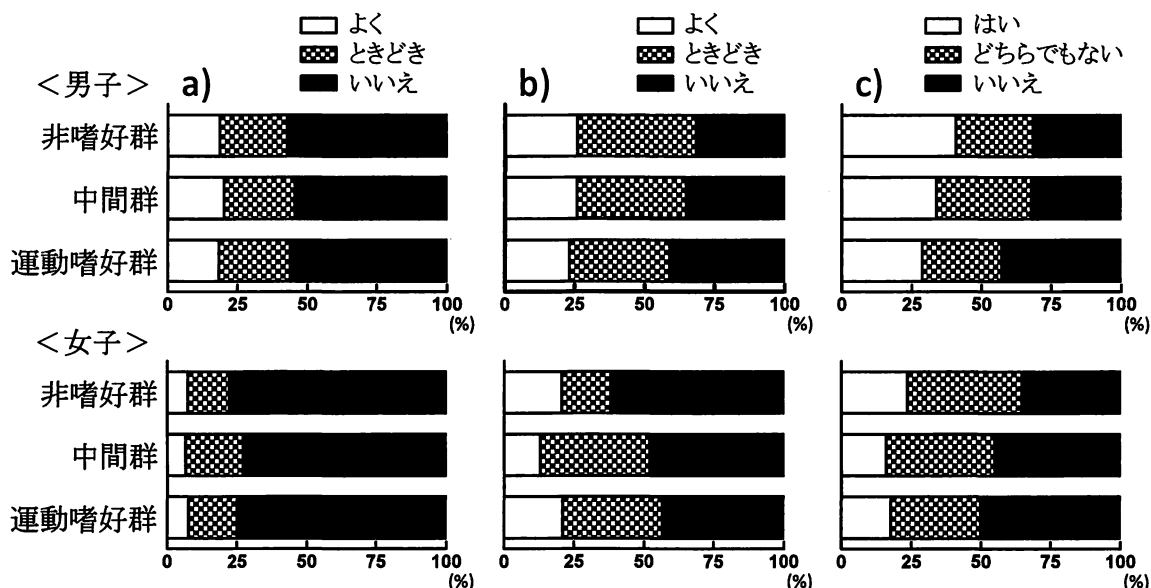 よく よく はい
ときどき ときどき どちらでもない
いいえ いいえ いいえ
<男子> a) b) c)
非嗜好群
中間群
運動嗜好群
0 25 50 75 100 0 25 50 75 100 0 25 50 75 100
(%) (%) (%)
<女子>
非嗜好群
中間群
運動嗜好群
0 25 50 75 100 0 25 50 75 100 0 25 50 75 100
(%) (%) (%)